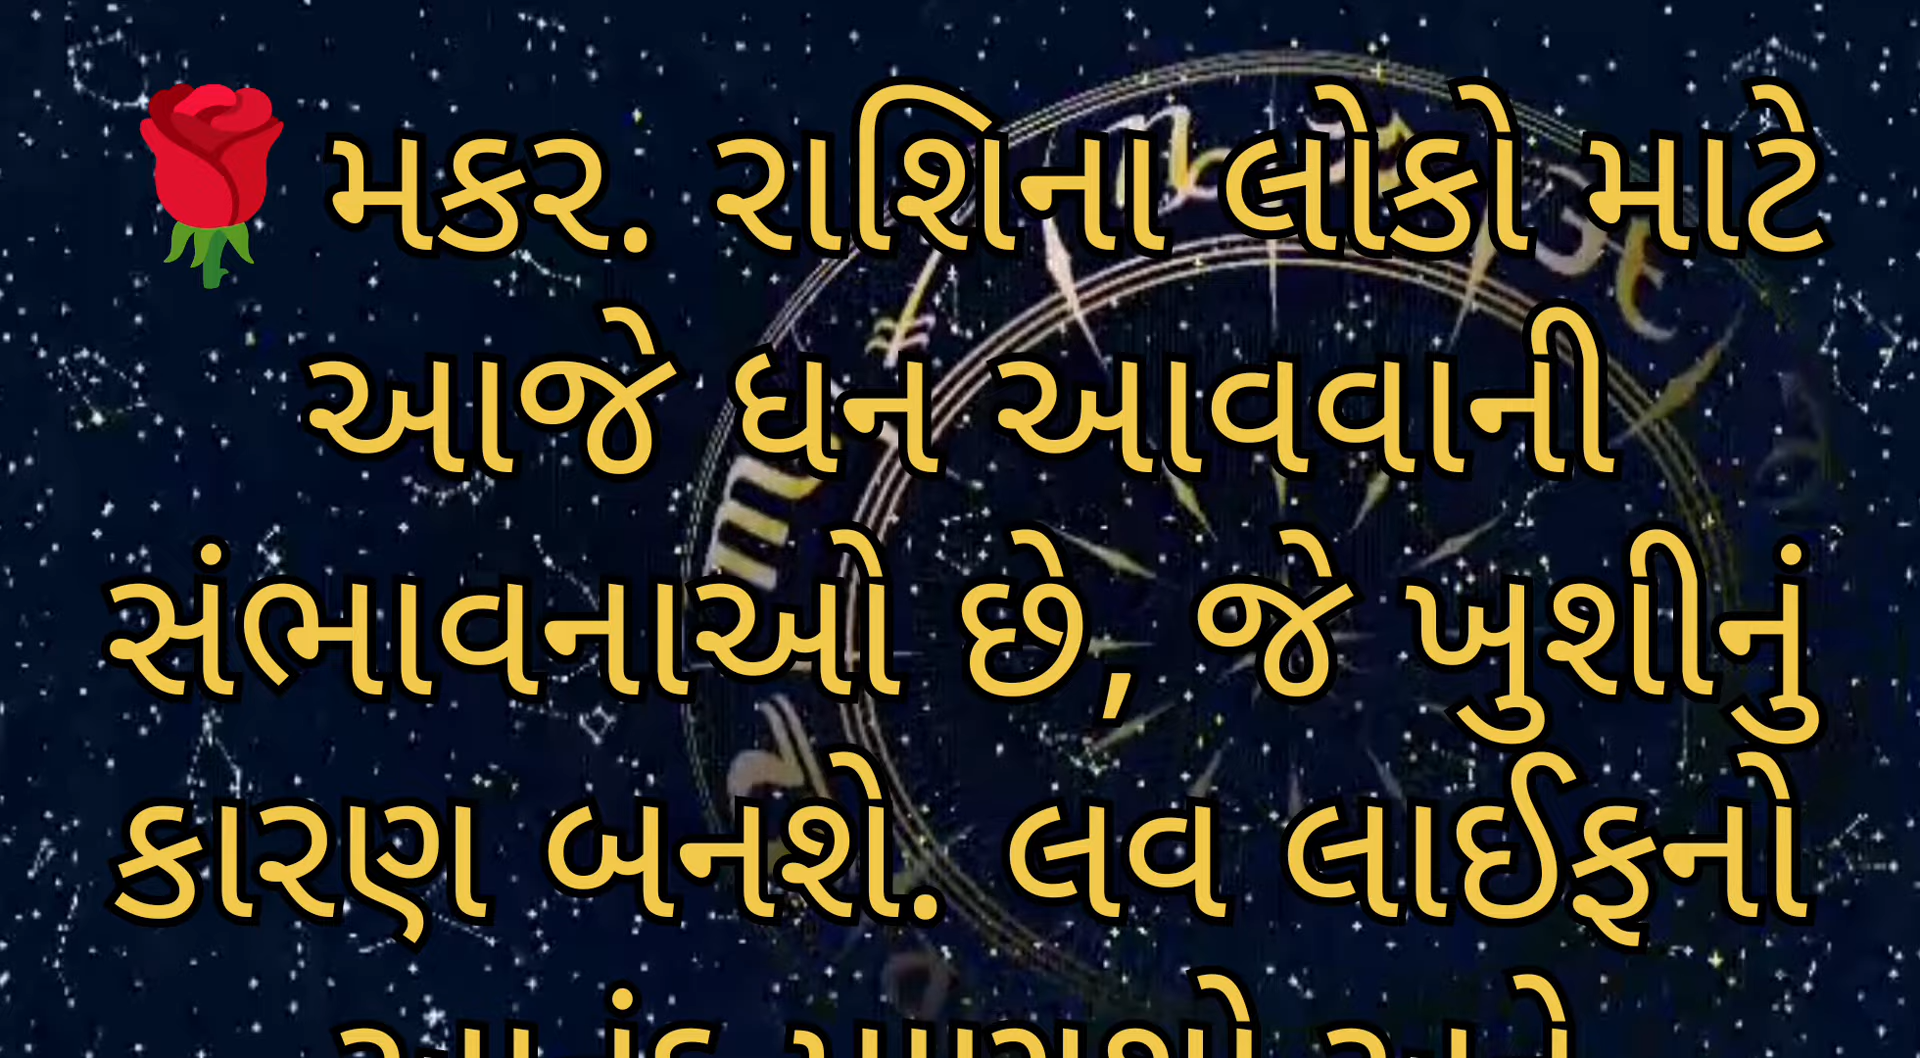 🌹 મકર. રાશિના લોકો માટે
આજે ધન આવવાની
સંભાવનાઓ છે, જે ખુશીનું
કારણ બનશે. લવ લાઈફનો